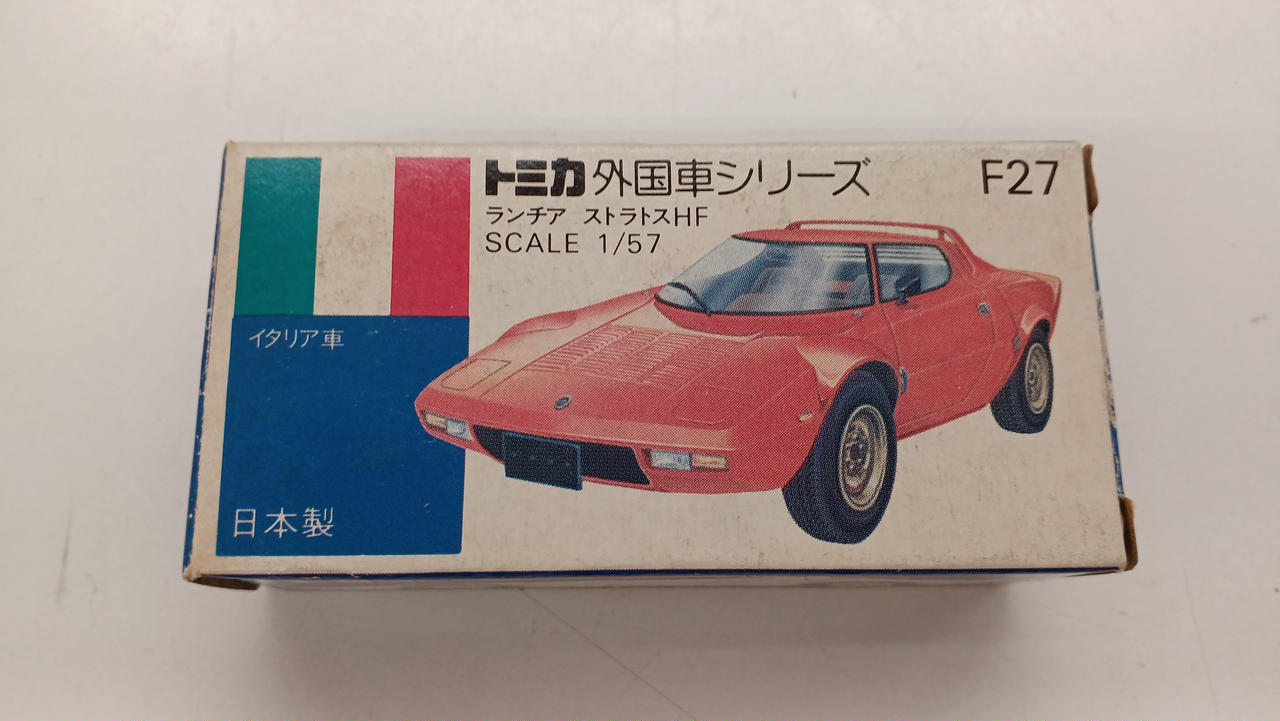 トミカ 外国車シリーズ F27
ランチア ストラトスHF
SCALE 1/57
イタリア車
日本製